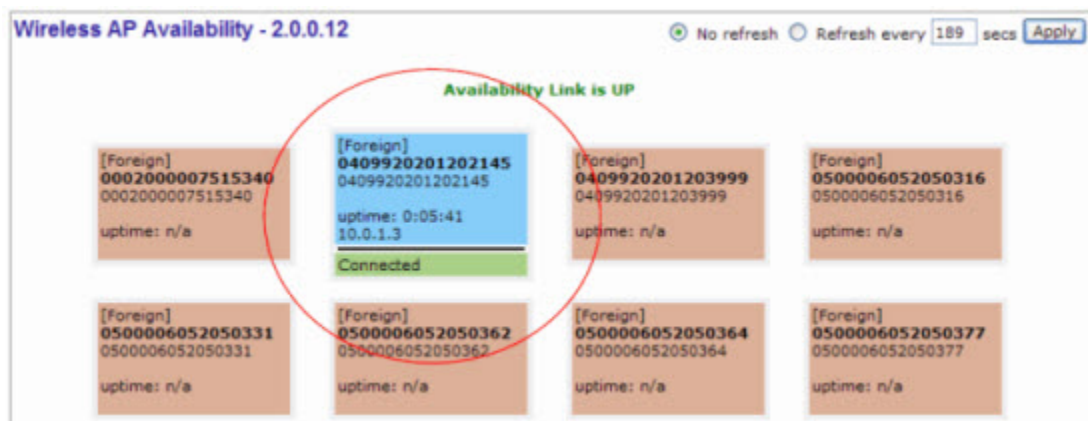 Wireless AP Availability - 2.0.0.12
No refresh Refresh every 189 secs Apply
Availability Link is UP
[Foreign]
0002000007515340
0002000007515340
uptime: n/a
[Foreign]
0409920201202145
0409920201202145
uptime: 0:05:41
10.0.1.3
Connected
[Foreign]
0409920201203999
0409920201203999
uptime: n/a
[Foreign]
0500006052050316
0500006052050316
uptime: n/a
[Foreign]
0500006052050331
0500006052050331
uptime: n/a
[Foreign]
0500006052050362
0500006052050362
uptime: n/a
[Foreign]
0500006052050364
0500006052050364
uptime: n/a
[Foreign]
0500006052050377
0500006052050377
uptime: n/a